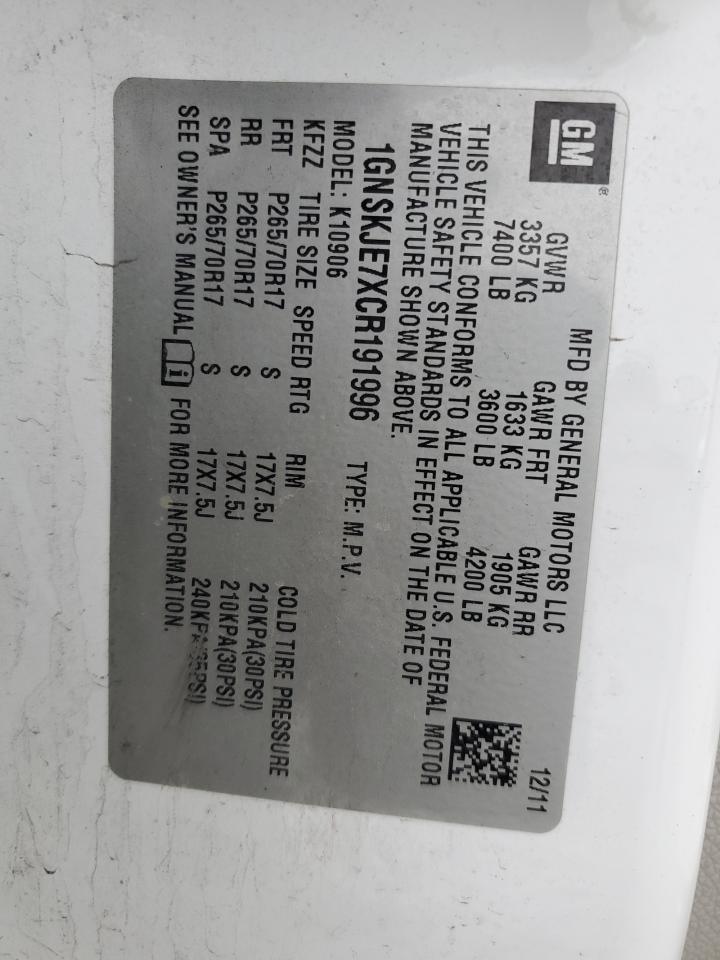 GM®
MFD BY GENERAL MOTORS LLC 12/11
GVWR GAWR FRT GAWR RR
3357 KG 1633 KG 1905 KG
7400 LB 3600 LB 4200 LB
THIS VEHICLE CONFORMS TO ALL APPLICABLE U.S. FEDERAL MOTOR
VEHICLE SAFETY STANDARDS IN EFFECT ON THE DATE OF
MANUFACTURE SHOWN ABOVE.
1GNSKJE7XCR191996 TYPE: M.P.V.
MODEL: K10906
KFZZ TIRE SIZE SPEED RTG RIM COLD TIRE PRESSURE
FRT P265/70R17 S 17X7.5J 210KPA(30PSI)
RR P265/70R17 S 17X7.5J 210KPA(30PSI)
SPA P265/70R17 S 17X7.5J 240KPA(35PSI)
SEE OWNER'S MANUAL i FOR MORE INFORMATION.